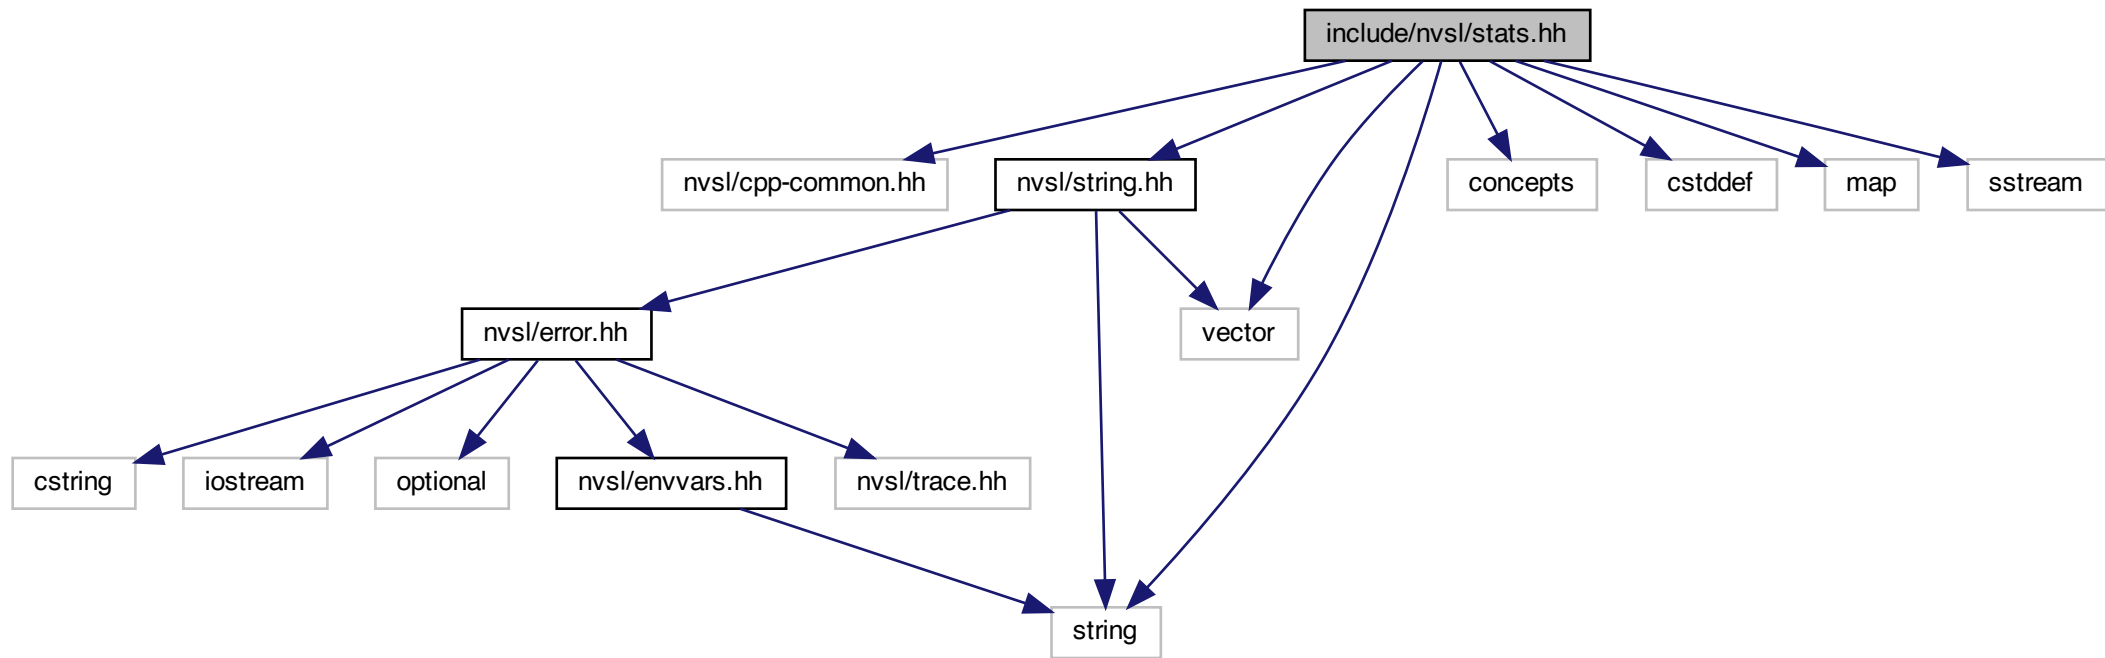 include/nvsl/stats.hh
nvsl/cpp-common.hh
nvsl/string.hh
concepts
cstddef
map
sstream
nvsl/error.hh
vector
cstring
iostream
optional
nvsl/envvars.hh
nvsl/trace.hh
string